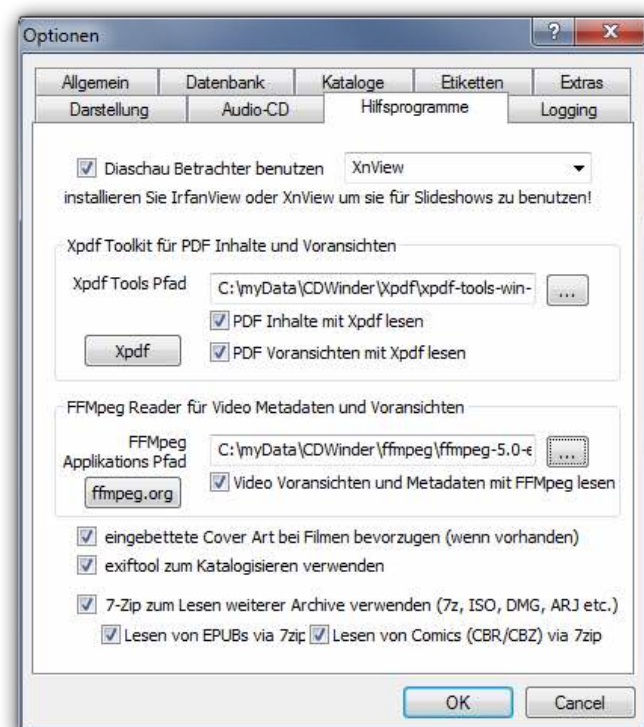 Optionen
Allgemein Datenbank Kataloge Etiketten Extras
Darstellung Audio-CD Hilfsprogramme Logging
Diaschau Betrachter benutzen XnView
installieren Sie IrfanView oder XnView um sie für Slideshows zu benutzen!
Xpdf Toolkit für PDF Inhalte und Voransichten
Xpdf Tools Pfad C:\myData\CDWinder\Xpdf\xpdf-tools-win- ...
PDF Inhalte mit Xpdf lesen
Xpdf PDF Voransichten mit Xpdf lesen
FFMpeg Reader für Video Metadaten und Voransichten
FFMpeg
Applikations Pfad C:\myData\CDWinder\ffmpeg\ffmpeg-5.0-e ...
ffmpeg.org Video Voransichten und Metadaten mit FFMpeg lesen
eingebettete Cover Art bei Filmen bevorzugen (wenn vorhanden)
exiftool zum Katalogisieren verwenden
7-Zip zum Lesen weiterer Archive verwenden (7z, ISO, DMG, ARJ etc.)
Lesen von EPUBs via 7zip Lesen von Comics (CBR/CBZ) via 7zip
OK Cancel